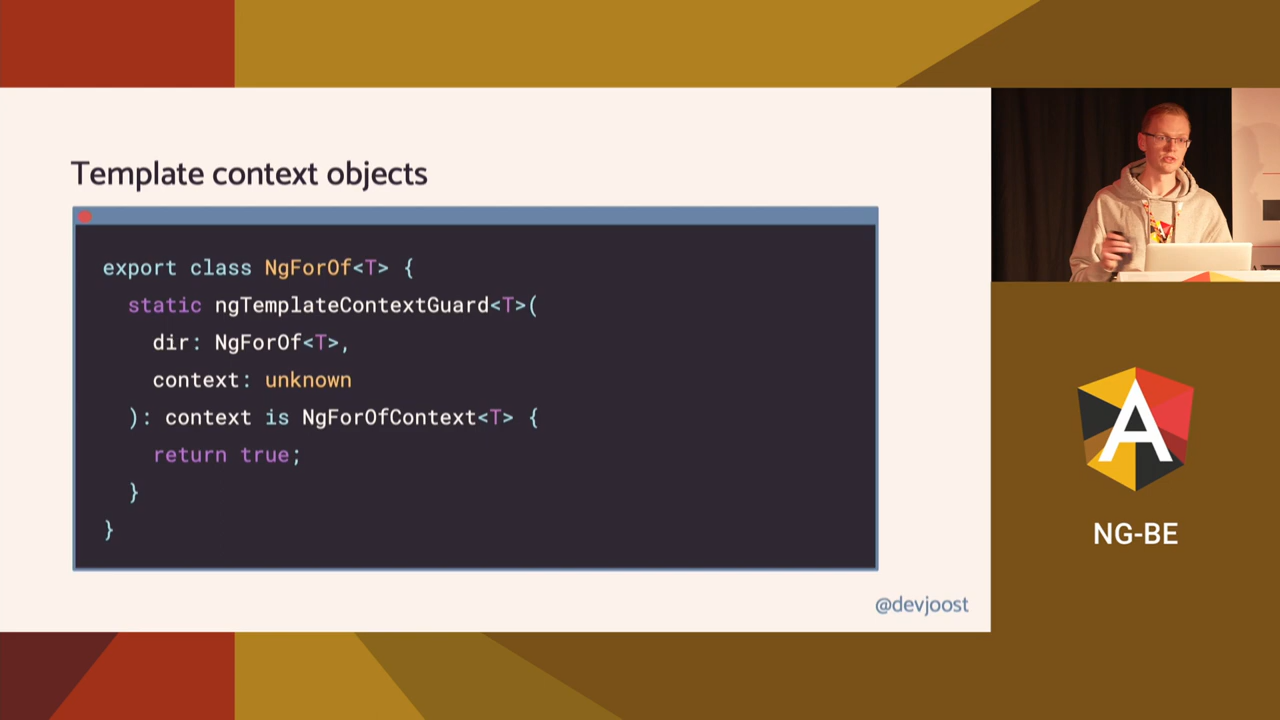 Template context objects
export class NgForOf<T> {
static ngTemplateContextGuard<T>(
dir: NgForOf<T>,
context: unknown
): context is NgForOfContext<T> {
return true;
}
}
@devjoost
A
NG-BE